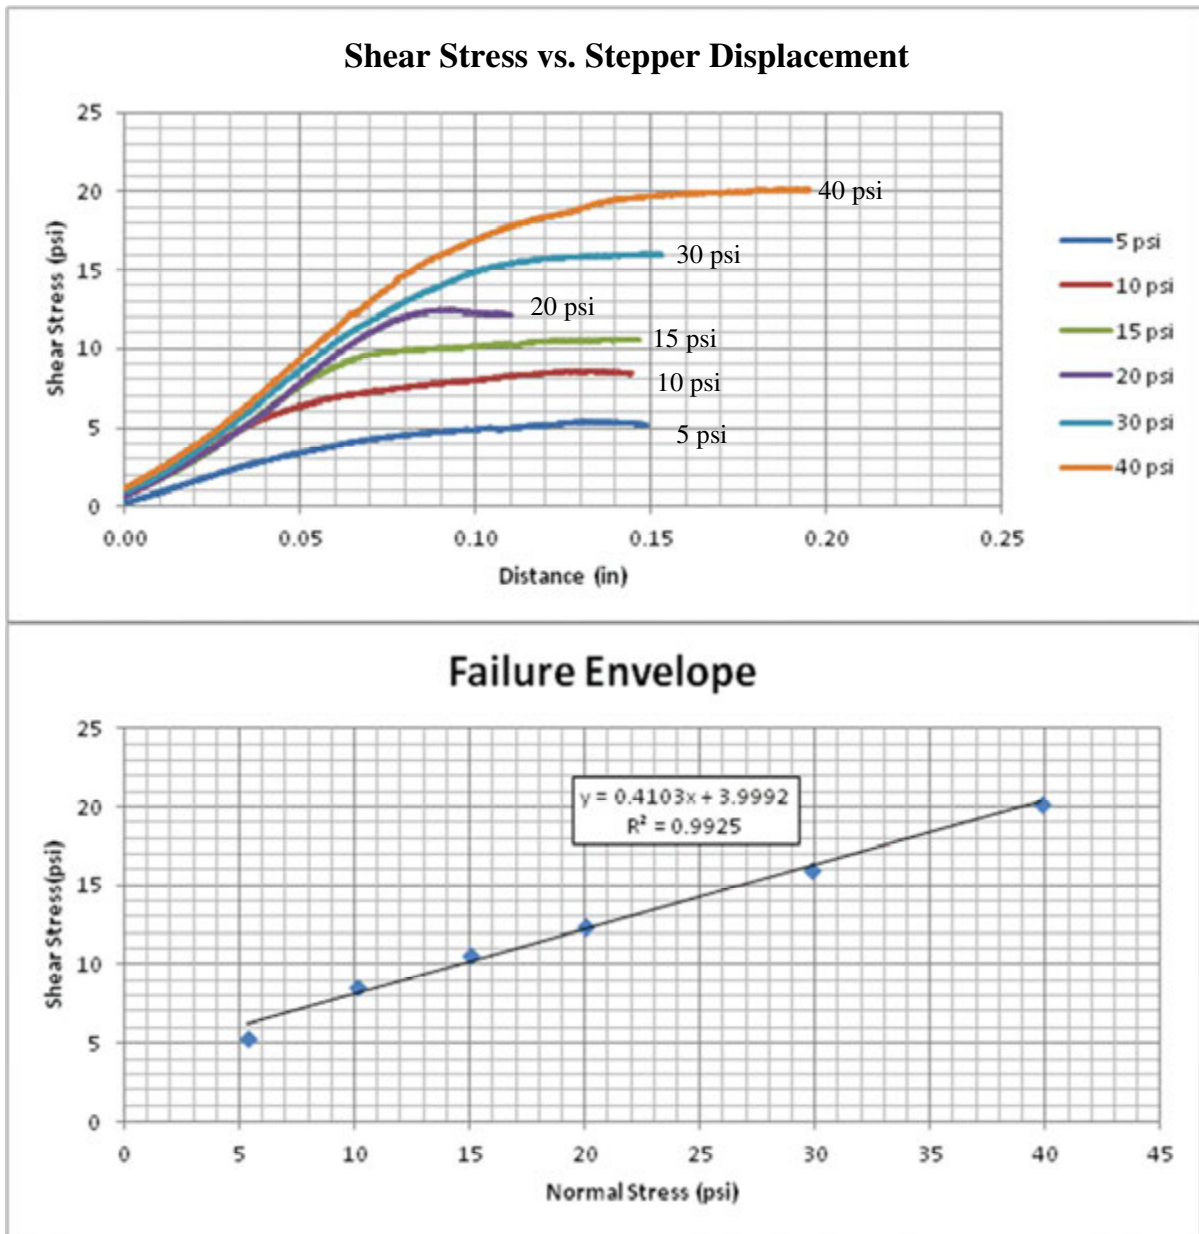 Shear Stress vs. Stepper Displacement
25
20
15
10
5
0
Shear Stress (psi)
0.00 0.05 0.10 0.15 0.20 0.25
Distance (in)
40 psi
30 psi
20 psi
15 psi
10 psi
5 psi
5 psi
10 psi
15 psi
20 psi
30 psi
40 psi
Failure Envelope
25
20
15
10
5
0
Shear Stress(psi)
y = 0.4103x + 3.9992
R² = 0.9925
0 5 10 15 20 25 30 35 40 45
Normal Stress (psi)